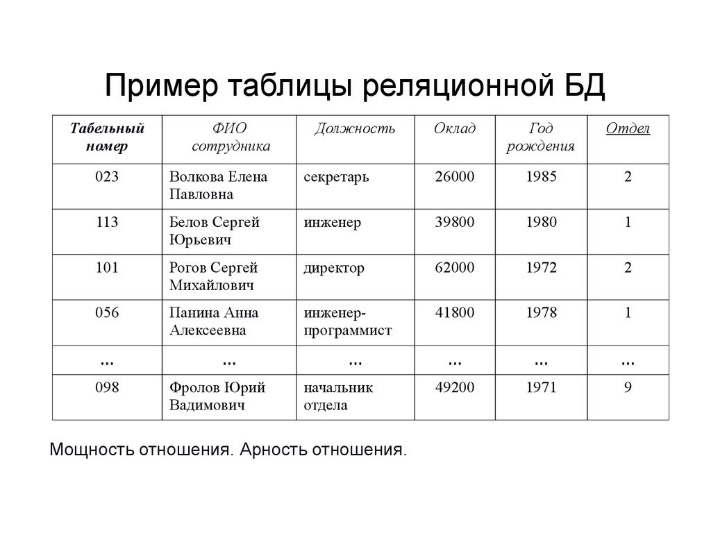 Пример таблицы реляционной БД
Табельный номер ФИО сотрудника Должность Оклад Год рождения Отдел
023 Волкова Елена Павловна секретарь 26000 1985 2
113 Белов Сергей Юрьевич инженер 39800 1980 1
101 Рогов Сергей Михайлович директор 62000 1972 2
056 Панина Анна Алексеевна инженер-программист 41800 1978 1
... ... ... ... ... ...
098 Фролов Юрий Вадимович начальник отдела 49200 1971 9
Мощность отношения. Арность отношения.